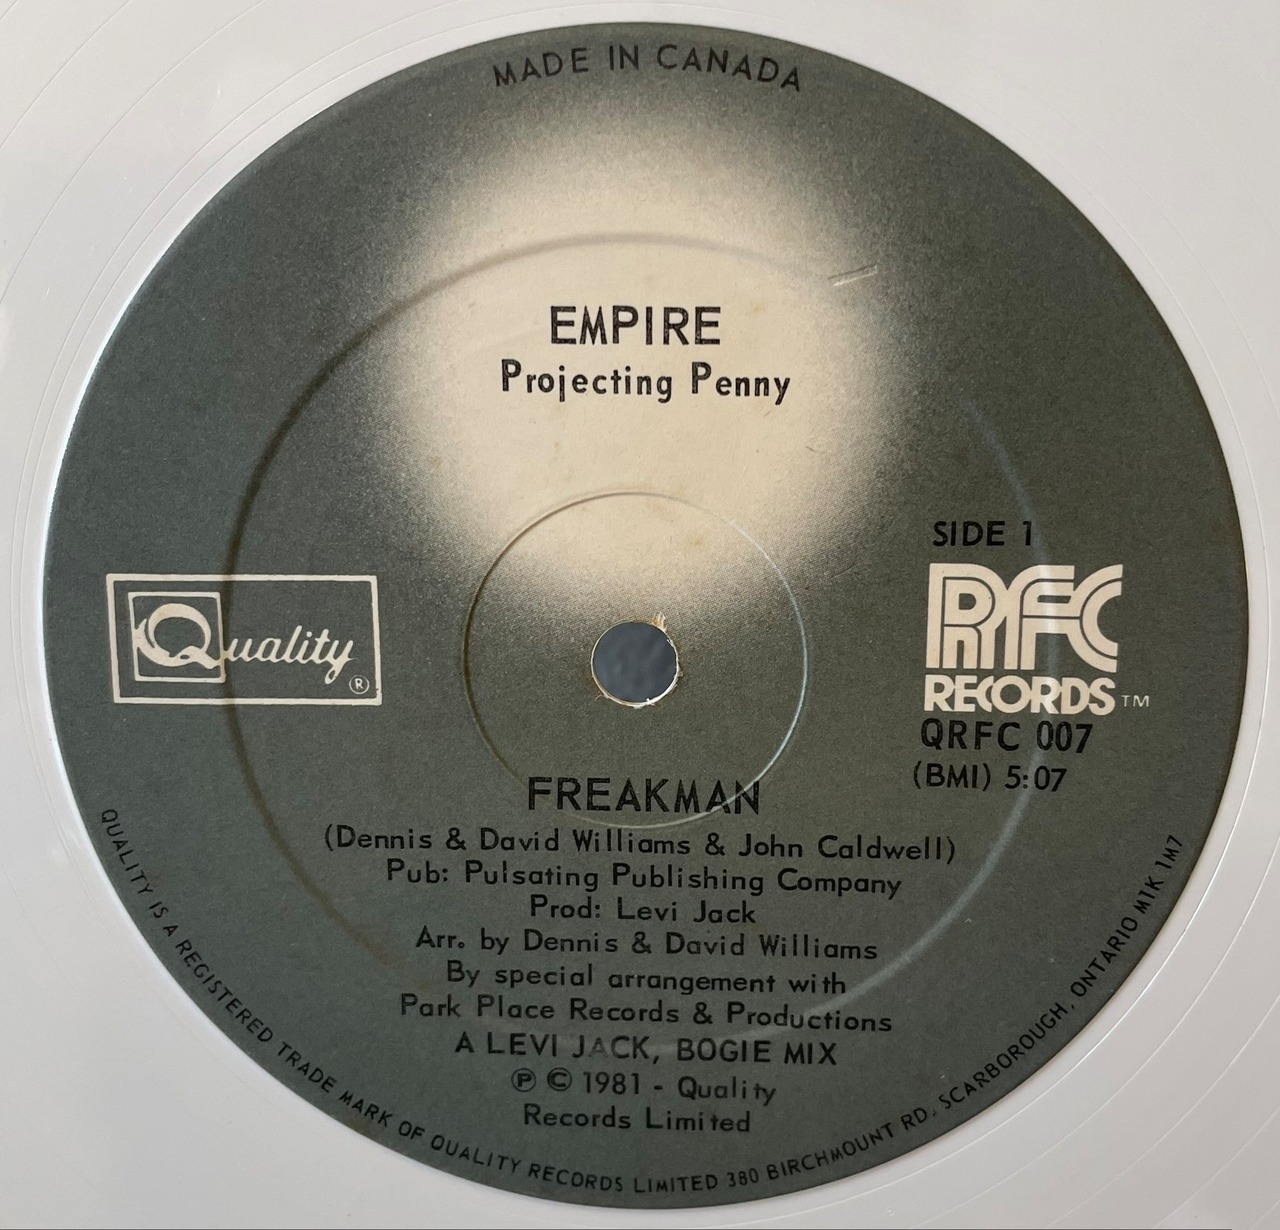 MADE IN CANADA
EMPIRE
Projecting Penny
SIDE 1
Quality ®
RFC
RECORDS TM
QRFC 007
(BMI) 5:07
FREAKMAN
(Dennis & David Williams & John Caldwell)
Pub: Pulsating Publishing Company
Prod: Levi Jack
Arr. by Dennis & David Williams
By special arrangement with
Park Place Records & Productions
A LEVI JACK, BOGIE MIX
℗ © 1981 - Quality
Records Limited
QUALITY IS A REGISTERED TRADE MARK OF QUALITY RECORDS LIMITED 380 BIRCHMOUNT RD. SCARBOROUGH, ONTARIO M1K 1M7